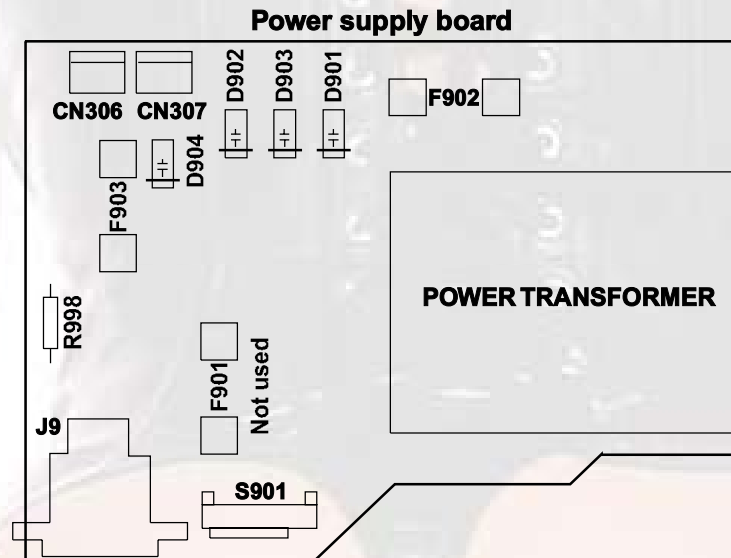 Power supply board
CN306
CN307
D902
D903
D901
F902
D904
F903
R998
POWER TRANSFORMER
F901
Not used
J9
S901